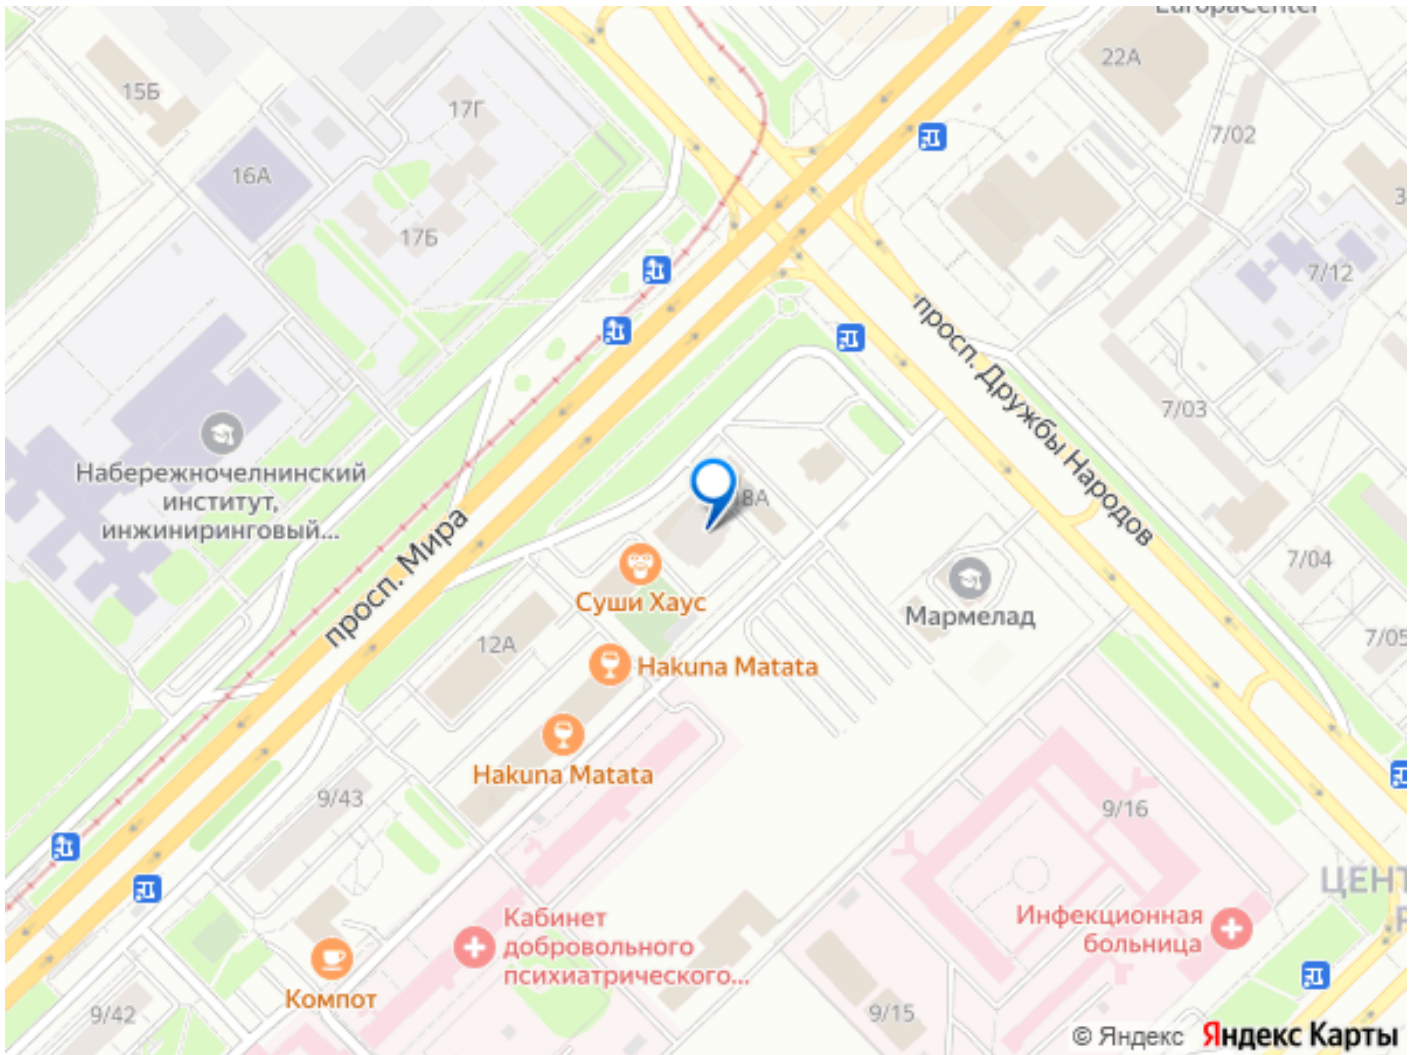 EuropaCenter
22А
15Б
17Г
7/02
16А
17Б
7/12
просп. Дружбы Народов
7/03
Набережночелнинский
институт,
инжиниринговый...
просп. Мира
Суши Хаус
7/04
Мармелад
7/05
12А
Hakuna Matata
Hakuna Matata
9/43
9/16
Кабинет
добровольного
психиатрического...
Инфекционная
больница
Компот
9/42
9/15
© Яндекс Яндекс Карты